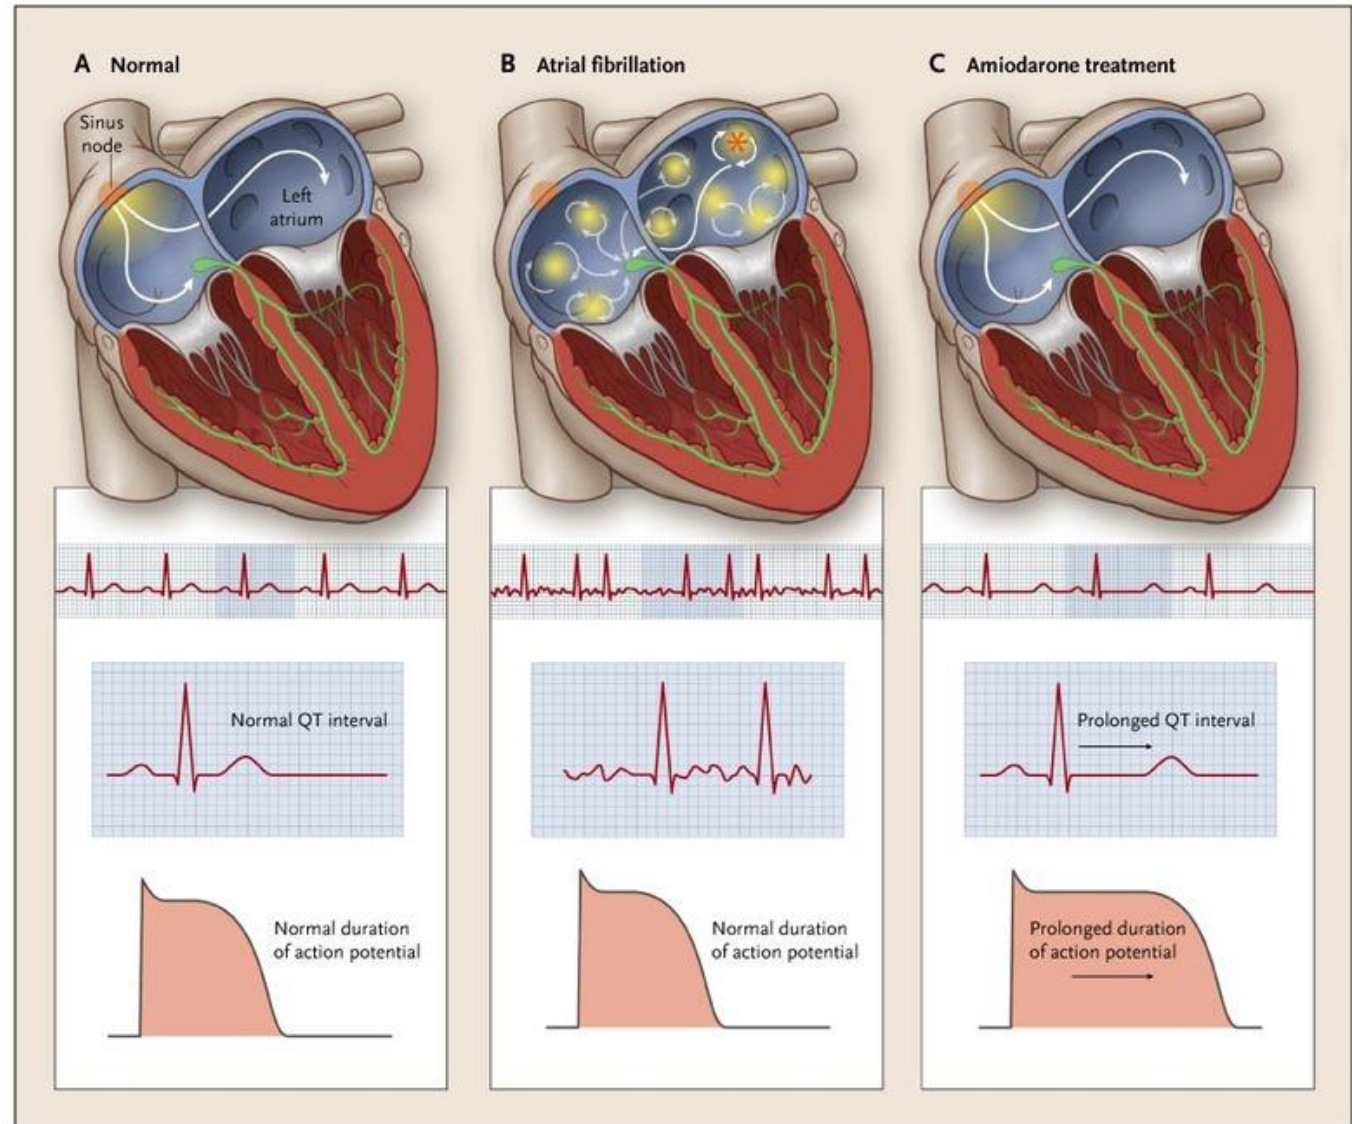 A Normal
B Atrial fibrillation
C Amiodarone treatment
Sinus
node
Left
atrium
Normal QT interval
Prolonged QT interval
Normal duration
of action potential
Normal duration
of action potential
Prolonged duration
of action potential